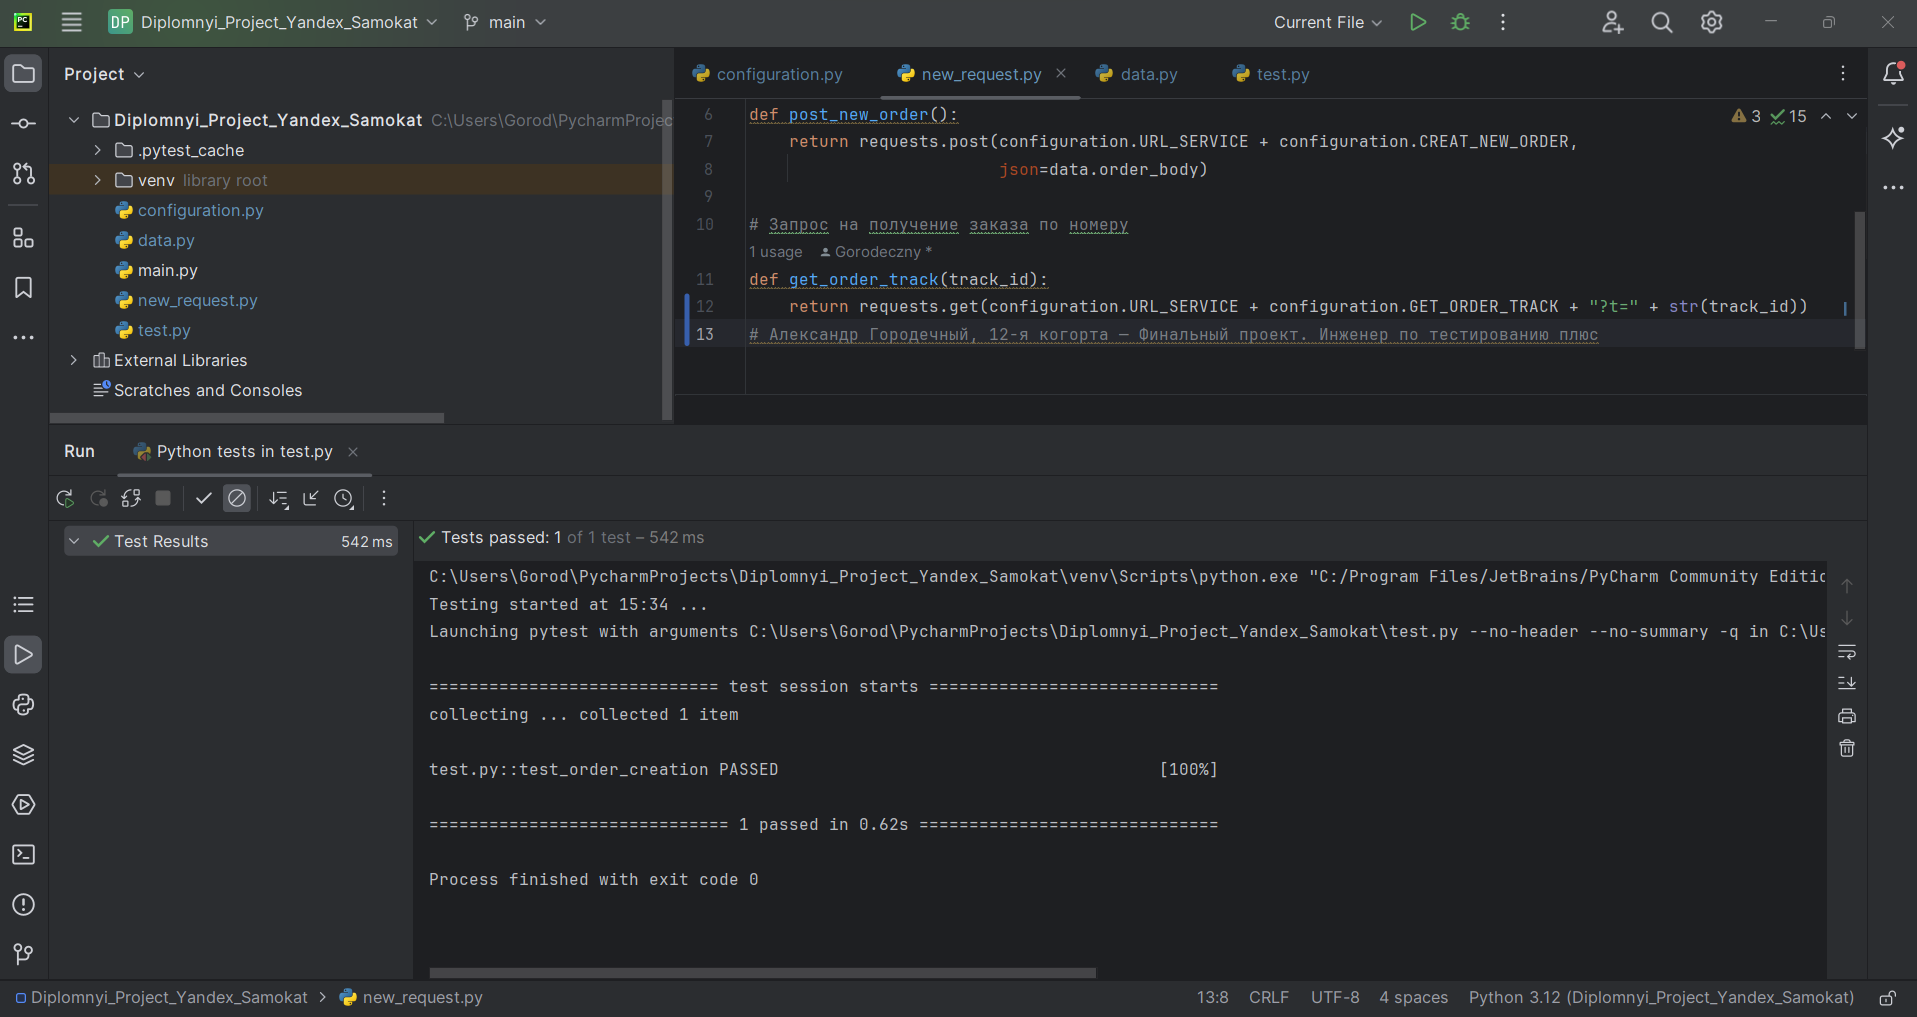 DP Diplomnyi_Project_Yandex_Samokat main Current File
Project
configuration.py new_request.py data.py test.py
Diplomnyi_Project_Yandex_Samokat C:\Users\Gorod\PycharmProjec
.pytest_cache
venv library root
configuration.py
data.py
main.py
new_request.py
test.py
External Libraries
Scratches and Consoles
3 15
6 def post_new_order():
7 return requests.post(configuration.URL_SERVICE + configuration.CREAT_NEW_ORDER,
8 json=data.order_body)
9
10 # Запрос на получение заказа по номеру
1 usage Gorodeczny *
11 def get_order_track(track_id):
12 return requests.get(configuration.URL_SERVICE + configuration.GET_ORDER_TRACK + "?t=" + str(track_id))
13 # Александр Городечный, 12-я когорта — Финальный проект. Инженер по тестированию плюс
Run Python tests in test.py
Test Results 542 ms
Tests passed: 1 of 1 test – 542 ms
C:\Users\Gorod\PycharmProjects\Diplomnyi_Project_Yandex_Samokat\venv\Scripts\python.exe "C:/Program Files/JetBrains/PyCharm Community Editic
Testing started at 15:34 ...
Launching pytest with arguments C:\Users\Gorod\PycharmProjects\Diplomnyi_Project_Yandex_Samokat\test.py --no-header --no-summary -q in C:\Us
============================= test session starts =============================
collecting ... collected 1 item
test.py::test_order_creation PASSED [100%]
============================== 1 passed in 0.62s ==============================
Process finished with exit code 0
Diplomnyi_Project_Yandex_Samokat > new_request.py 13:8 CRLF UTF-8 4 spaces Python 3.12 (Diplomnyi_Project_Yandex_Samokat)